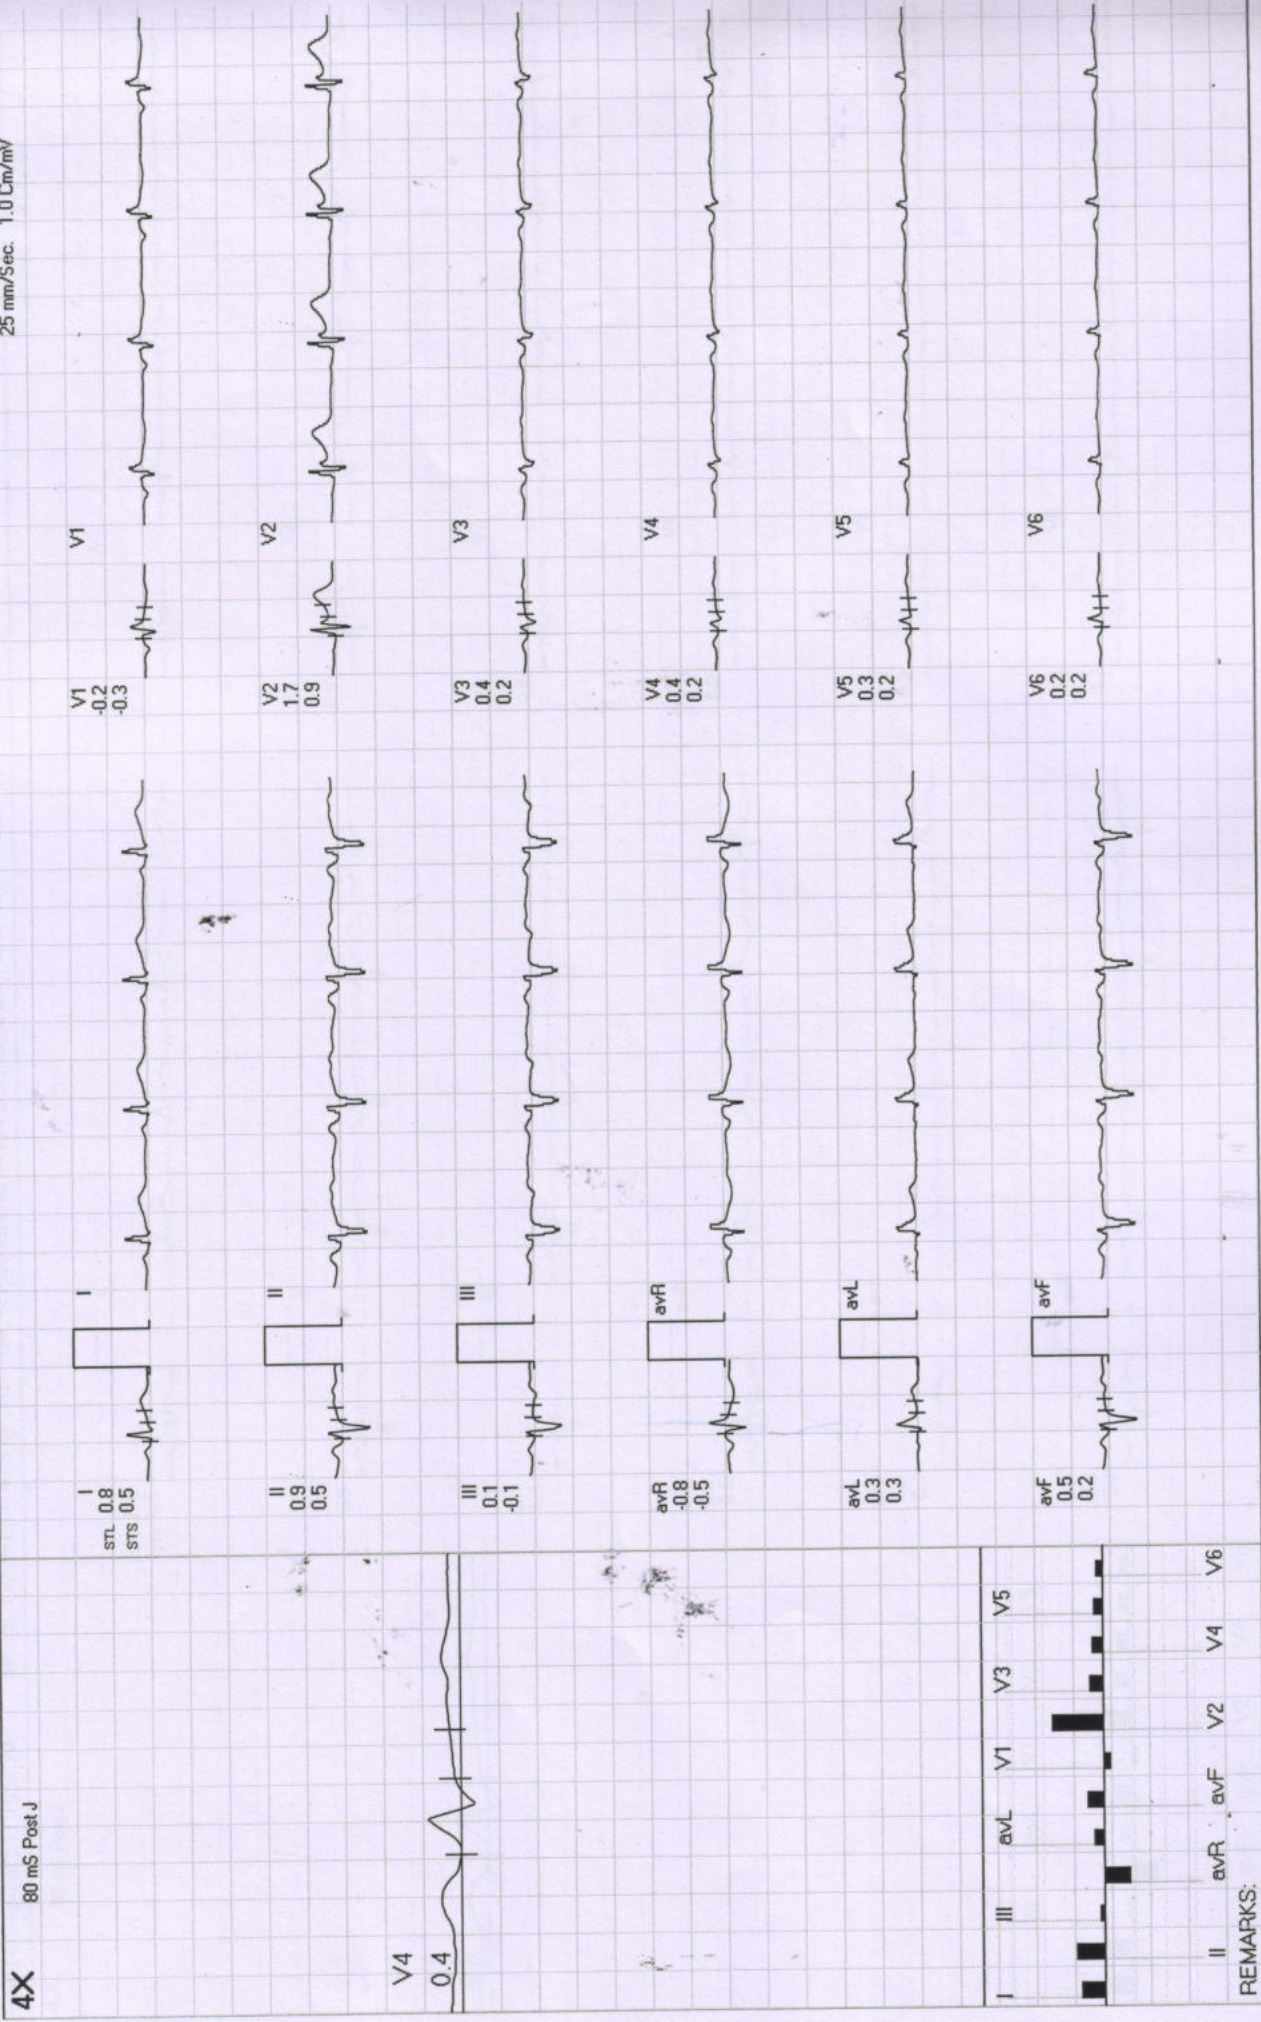 4X
80 mS Post J
25 mm/Sec. 1.0 Cm/mV
V4
0.4
I
STL 0.8
STS 0.5
I
V1
-0.2
-0.3
V1
II
0.9
0.5
II
V2
1.7
0.9
V2
III
0.1
-0.1
III
V3
0.4
0.2
V3
avR
-0.8
-0.5
avR
V4
0.4
0.2
V4
avL
0.3
0.3
avL
V5
0.3
0.2
V5
avF
0.5
0.2
avF
V6
0.2
0.2
V6
I III avL V1 V3 V5
II avR avF V2 V4 V6
REMARKS: